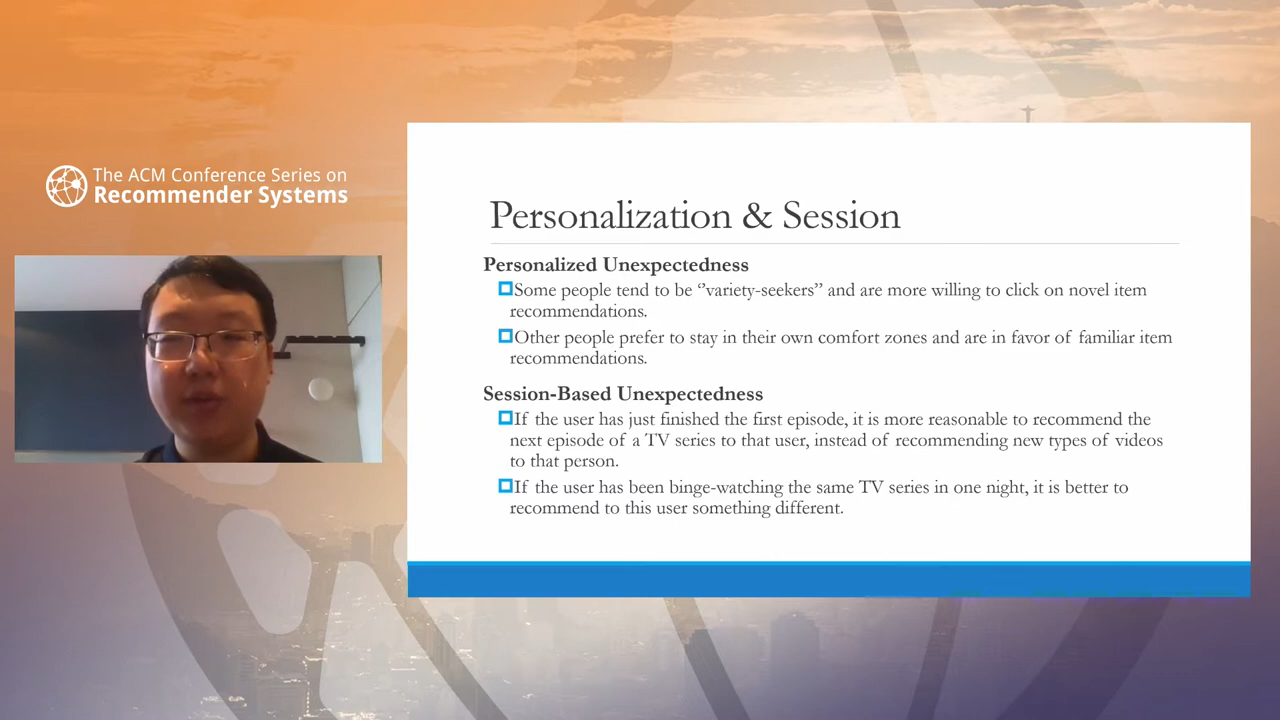 The ACM Conference Series on
Recommender Systems
Personalization & Session
Personalized Unexpectedness
Some people tend to be “variety-seekers” and are more willing to click on novel item
recommendations.
Other people prefer to stay in their own comfort zones and are in favor of familiar item
recommendations.
Session-Based Unexpectedness
If the user has just finished the first episode, it is more reasonable to recommend the
next episode of a TV series to that user, instead of recommending new types of videos
to that person.
If the user has been binge-watching the same TV series in one night, it is better to
recommend to this user something different.